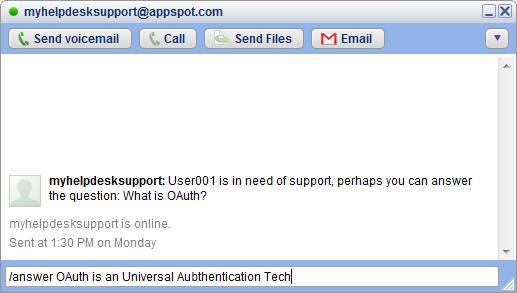 myhelpdesksupport@appspot.com
Send voicemail Call Send Files Email
myhelpdesksupport: User001 is in need of support, perhaps you can answer
the question: What is OAuth?
myhelpdesksupport is online.
Sent at 1:30 PM on Monday
/answer OAuth is an Universal Aubthentication Tech